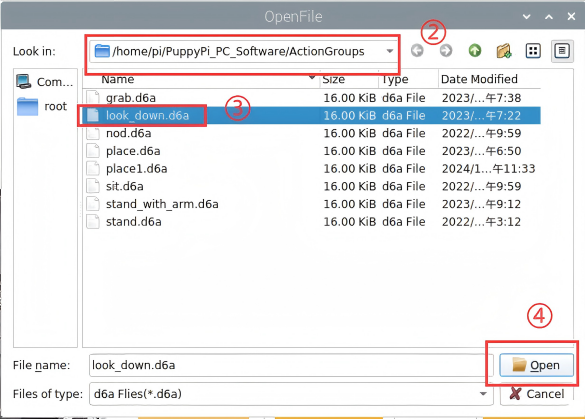 OpenFile
Look in:
/home/pi/PuppyPi_PC_Software/ActionGroups
②
Com...
root
Name Size Type Date Modified
grab.d6a 16.00 KiB d6a File 2023/...午7:38
③
look_down.d6a 16.00 KiB d6a File 2023/...午7:22
nod.d6a 16.00 KiB d6a File 2022/...午9:59
place.d6a 16.00 KiB d6a File 2023/...午6:50
place1.d6a 16.00 KiB d6a File 2024/1...午11:33
sit.d6a 16.00 KiB d6a File 2022/...午9:59
stand_with_arm.d6a 16.00 KiB d6a File 2023/...午9:12
stand.d6a 16.00 KiB d6a File 2022/...午3:12
④
File name: look_down.d6a Open
Files of type: d6a Flies(*.d6a) Cancel